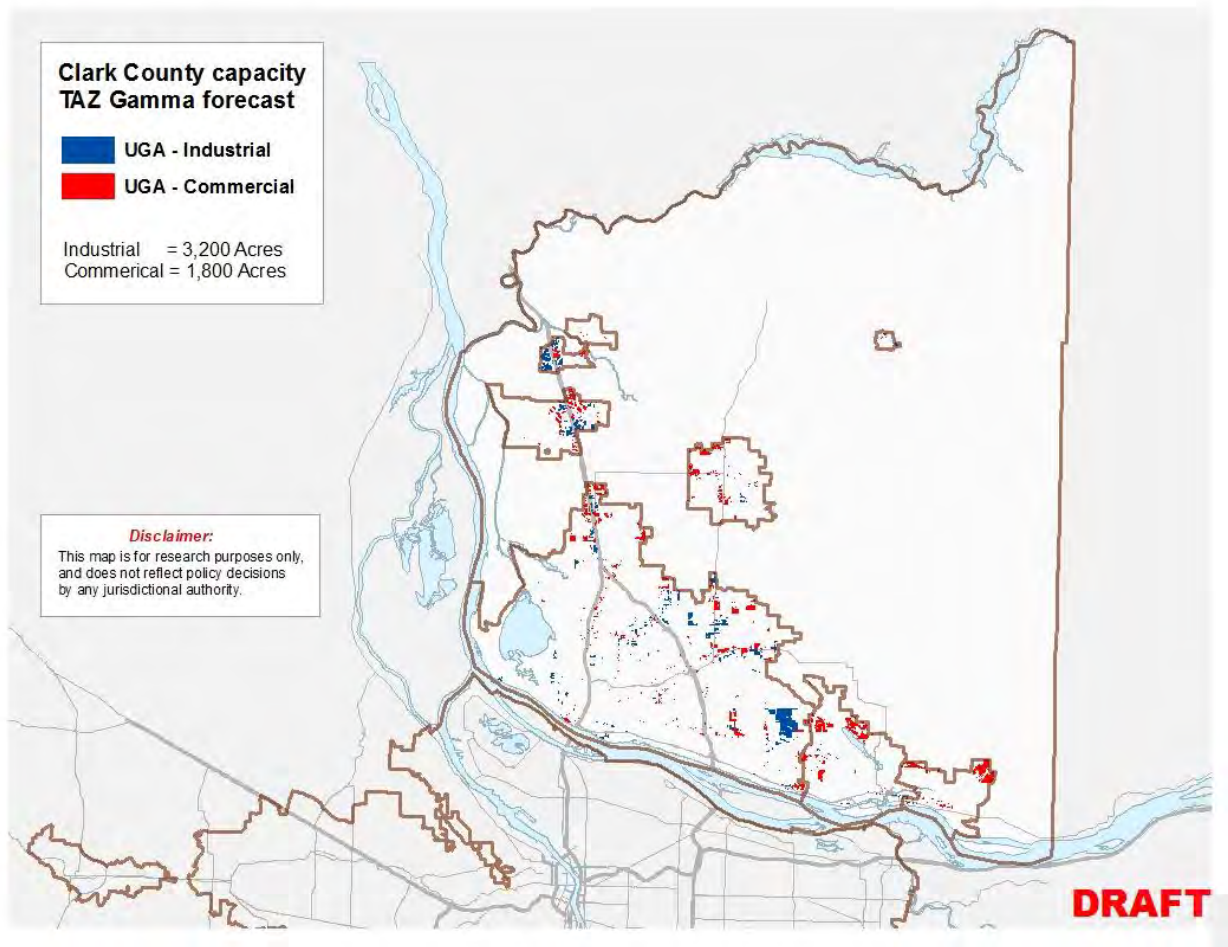 Clark County capacity
TAZ Gamma forecast
UGA - Industrial
UGA - Commercial
Industrial = 3,200 Acres
Commerical = 1,800 Acres
Disclaimer:
This map is for research purposes only,
and does not reflect policy decisions
by any jurisdictional authority.
DRAFT